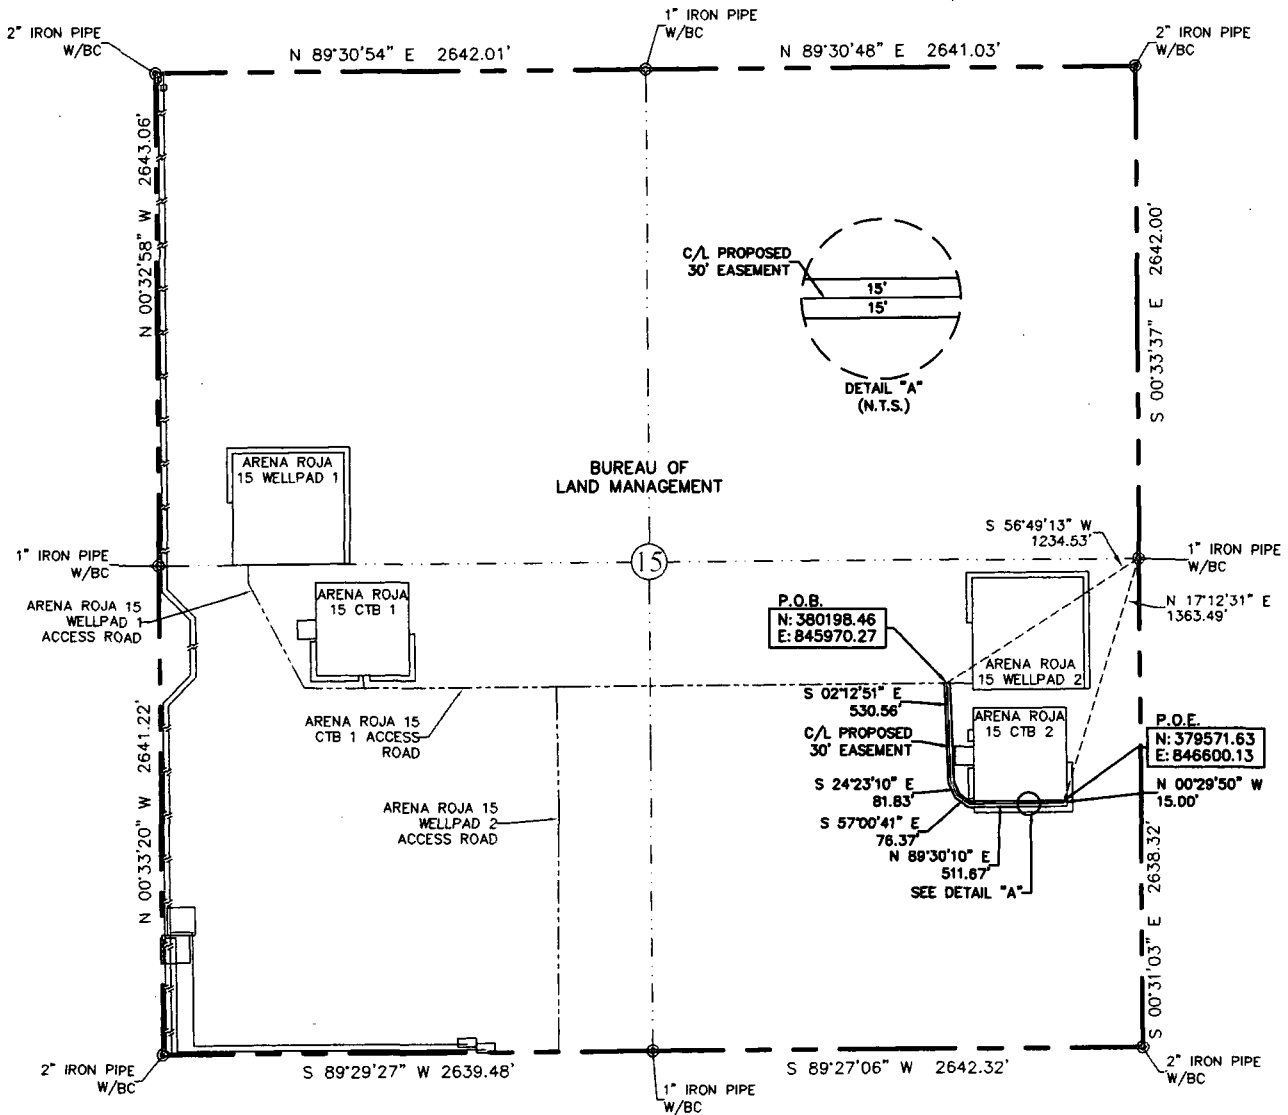 2" IRON PIPE
W/BC
N 89°30'54" E 2642.01'
1" IRON PIPE
W/BC
N 89°30'48" E 2641.03'
2" IRON PIPE
W/BC
N 00°32'58" W 2643.06'
S 00°33'37" E 2642.00'
C/L PROPOSED
30' EASEMENT
15'
15'
DETAIL "A"
(N.T.S.)
ARENA ROJA
15 WELLPAD 1
BUREAU OF
LAND MANAGEMENT
S 56°49'13" W
1234.53'
1" IRON PIPE
W/BC
15
1" IRON PIPE
W/BC
ARENA ROJA 15
WELLPAD 1
ACCESS ROAD
ARENA ROJA
15 CTB 1
P.O.B.
N: 380198.46
E: 845970.27
N 17°12'31" E
1363.49'
ARENA ROJA
15 WELLPAD 2
S 02°12'51" E
530.56'
ARENA ROJA 15
CTB 1 ACCESS
ROAD
C/L PROPOSED
30' EASEMENT
ARENA ROJA
15 CTB 2
P.O.E.
N: 379571.63
E: 846600.13
S 24°23'10" E
81.83'
N 00°29'50" W
15.00'
ARENA ROJA 15
WELLPAD 2
ACCESS ROAD
S 57°00'41" E
76.37'
N 89°30'10" E
511.67'
SEE DETAIL "A"
N 00°33'20" W 2641.22'
S 00°31'03" E 2638.32'
2" IRON PIPE
W/BC
S 89°29'27" W 2639.48'
1" IRON PIPE
W/BC
S 89°27'06" W 2642.32'
2" IRON PIPE
W/BC